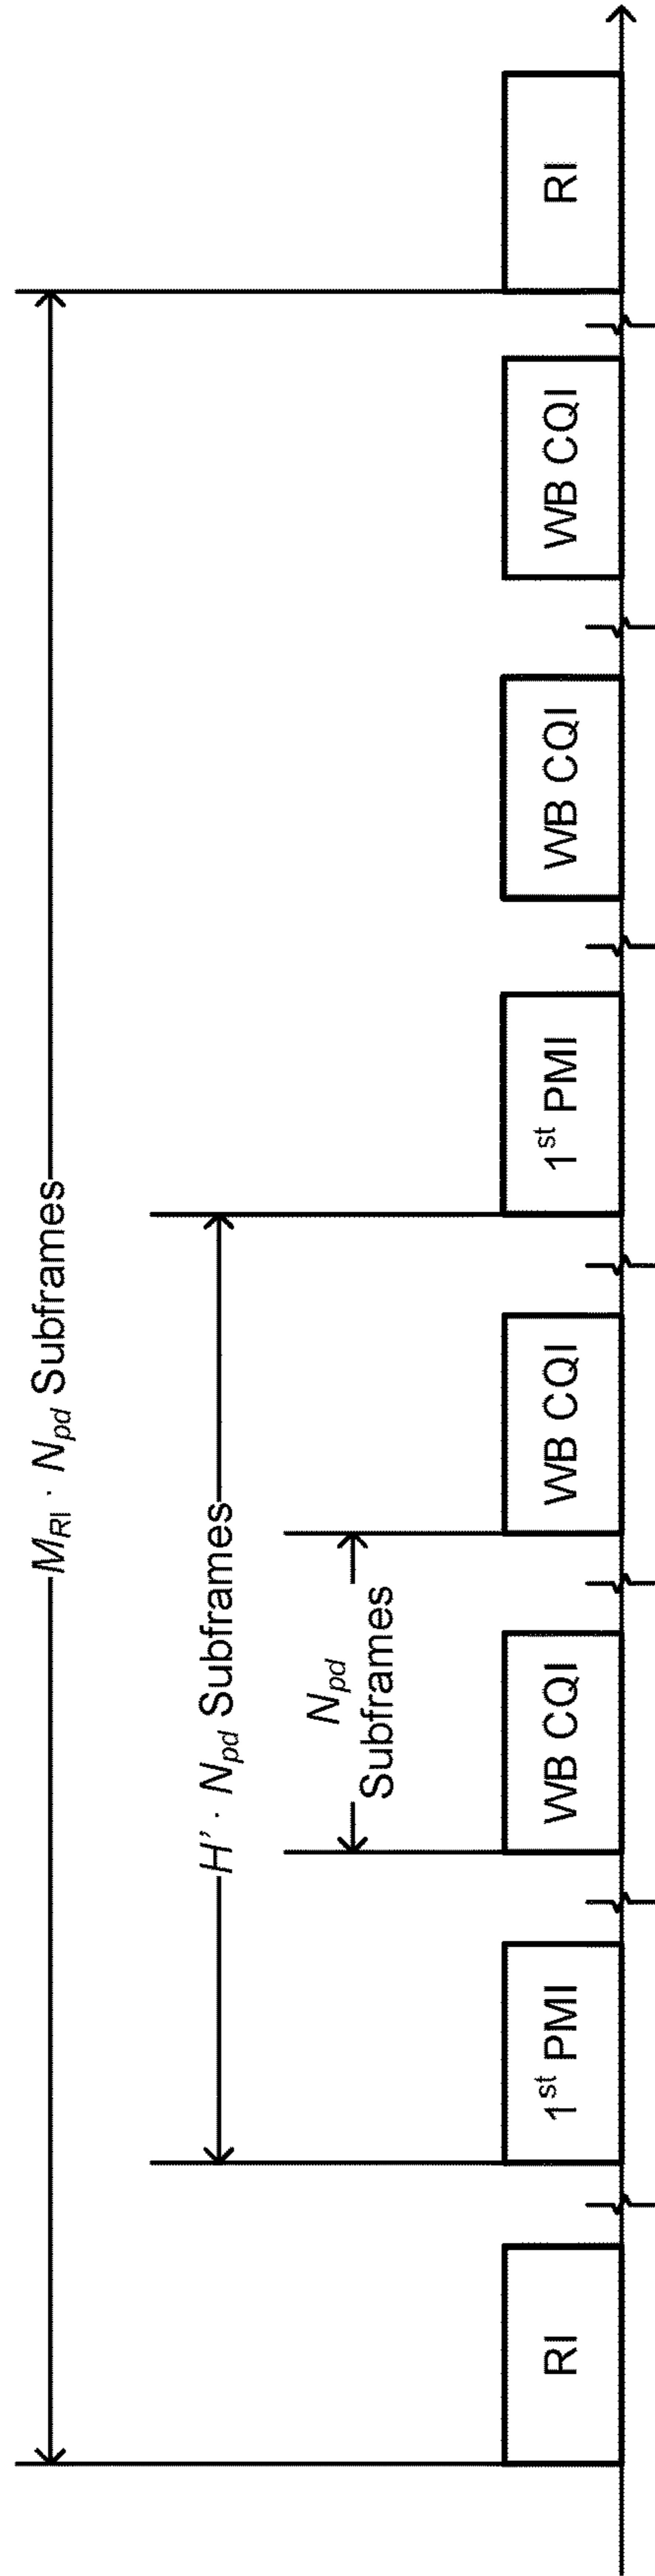 M_RI · N_pd Subframes
H' · N_pd Subframes
N_pd
Subframes
RI
1st PMI
WB CQI
WB CQI
1st PMI
WB CQI
WB CQI
RI